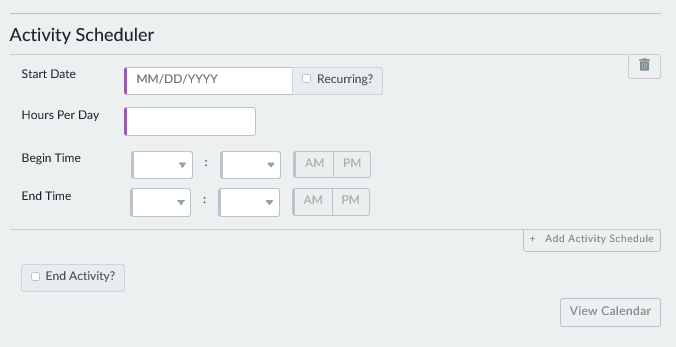 Activity Scheduler
Start Date MM/DD/YYYY Recurring?
Hours Per Day
Begin Time : AM PM
End Time : AM PM
+ Add Activity Schedule
End Activity?
View Calendar